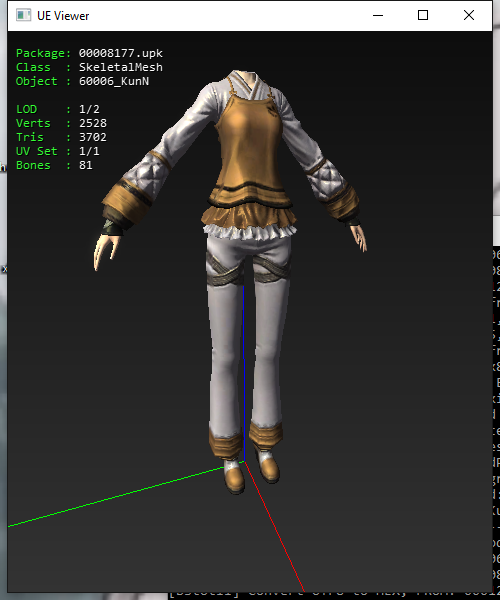 UE Viewer
Package: 00008177.upk
Class : SkeletalMesh
Object : 60006_KunN
LOD : 1/2
Verts : 2528
Tris : 3702
UV Set : 1/1
Bones : 81